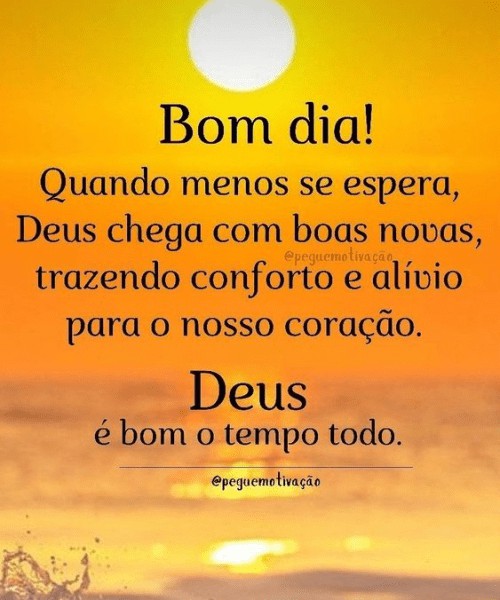 Bom dia!
Quando menos se espera,
Deus chega com boas novas,
@peguemotivação
trazendo conforto e alívio
para o nosso coração.
Deus
é bom o tempo todo.
@peguemotivação